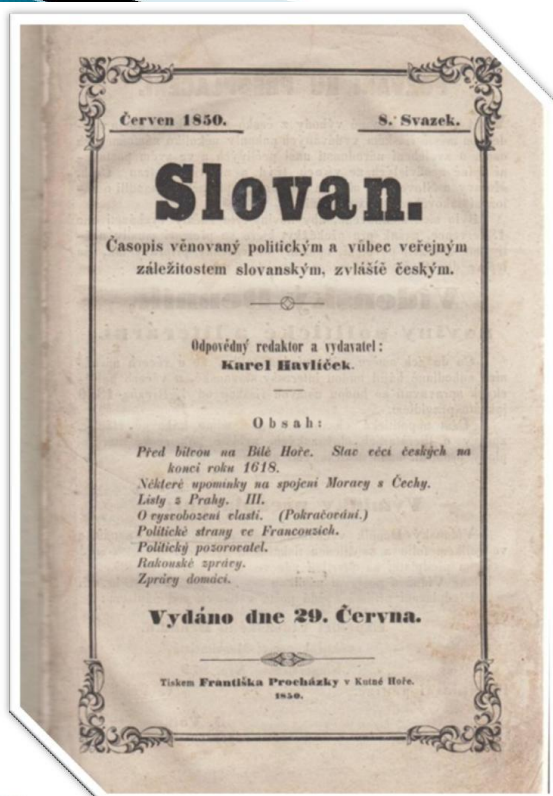 Červen 1850.
8. Svazek.
Slovan.
Časopis věnovaný politickým a vůbec veřejným
záležitostem slovanským, zvláště českým.
Odpovědný redaktor a vydavatel:
Karel Havlíček.
Obsah:
Před bitvou na Bílé Hoře. Stav věcí českých na
konci roku 1618.
Některé upomínky na spojení Moravy s Čechy.
Listy z Prahy. III.
O vysvobození vlastí. (Pokračování.)
Politické strany ve Francouzích.
Politický pozorovatel.
Rakouské zprávy.
Zprávy domácí.
Vydáno dne 29. Června.
Tiskem Františka Procházky v Kutné Hoře.
1850.